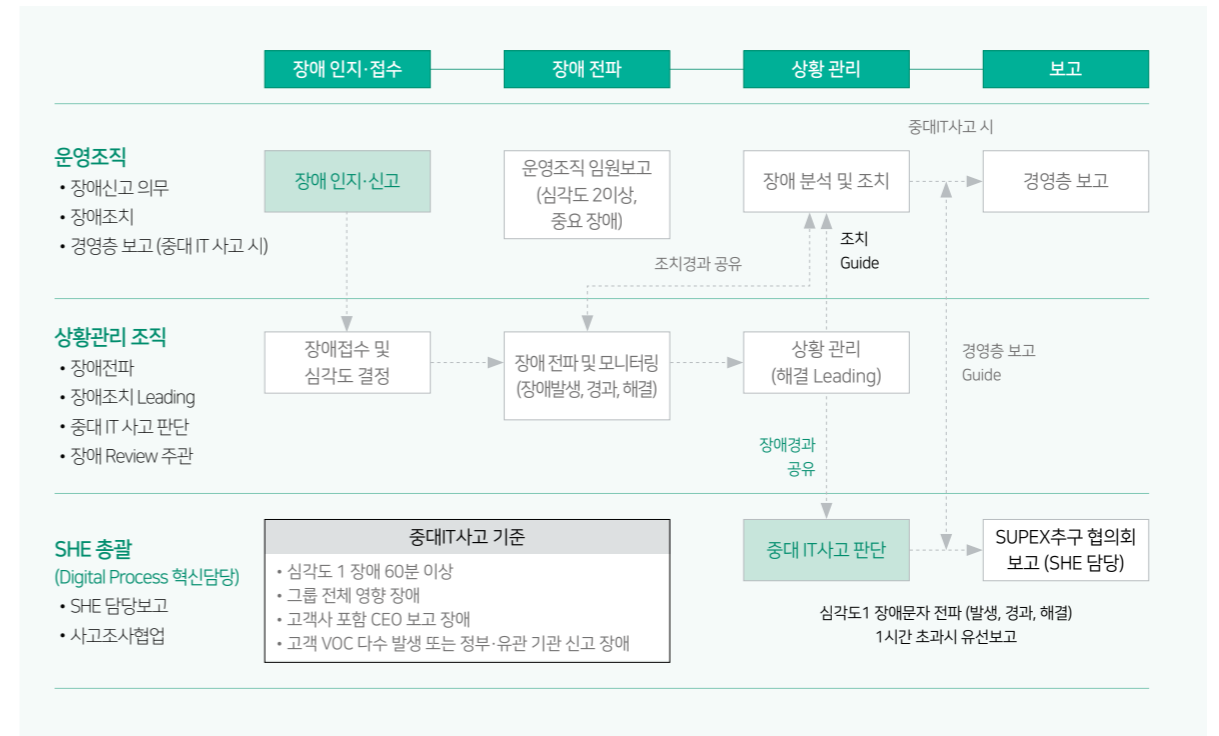 장애 인지·접수
장애 전파
상황 관리
보고
중대IT사고 시
운영조직
• 장애신고 의무
• 장애조치
• 경영층 보고 (중대 IT 사고 시)
장애 인지·신고
운영조직 임원보고
(심각도 2이상,
중요 장애)
장애 분석 및 조치
경영층 보고
조치경과 공유
조치
Guide
상황관리 조직
• 장애전파
• 장애조치 Leading
• 중대 IT 사고 판단
• 장애 Review 주관
장애접수 및
심각도 결정
장애 전파 및 모니터링
(장애발생, 경과, 해결)
상황 관리
(해결 Leading)
경영층 보고
Guide
장애경과
공유
SHE 총괄
(Digital Process 혁신담당)
• SHE 담당보고
• 사고조사협업
중대IT사고 기준
• 심각도 1 장애 60분 이상
• 그룹 전체 영향 장애
• 고객사 포함 CEO 보고 장애
• 고객 VOC 다수 발생 또는 정부·유관 기관 신고 장애
중대 IT사고 판단
SUPEX추구 협의회
보고 (SHE 담당)
심각도1 장애문자 전파 (발생, 경과, 해결)
1시간 초과시 유선보고